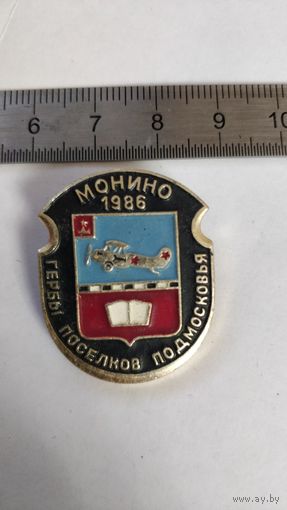 6 7 8 9 10
МОНИНО
1986
ГЕРБЫ ПОСЕЛКОВ ПОДМОСКОВЬЯ
www.ay.by